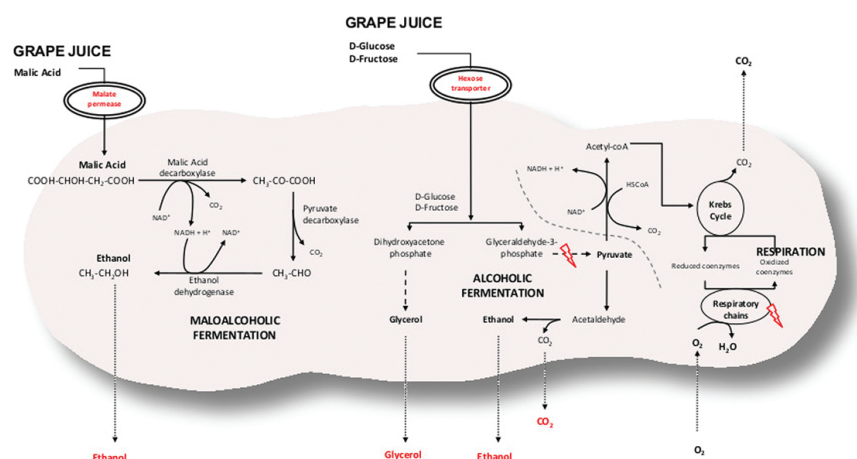 GRAPE JUICE
Malic Acid
Malate
permease
Malic Acid
COOH-CHOH-CH₂-COOH
Malic Acid
decarboxylase
NAD⁺
CO₂
NADH + H⁺
NAD⁺
CH₃-CO-COOH
Pyruvate
decarboxylase
CO₂
CH₃-CHO
Ethanol
dehydrogenase
Ethanol
CH₃-CH₂OH
MALOALCOHOLIC
FERMENTATION
Ethanol
GRAPE JUICE
D-Glucose
D-Fructose
Hexose
transporter
D-Glucose
D-Fructose
Dihydroxyacetone
phosphate
Glyceraldehyde-3-
phosphate
Pyruvate
ALCOHOLIC
FERMENTATION
Glycerol
Ethanol
Acetaldehyde
CO₂
CO₂
Glycerol
Ethanol
Acetyl-coA
NADH + H⁺
NAD⁺
HSCoA
CO₂
CO₂
CO₂
Krebs
Cycle
RESPIRATION
Reduced coenzymes
Oxidized
coenzymes
Respiratory
chains
O₂
H₂O
O₂